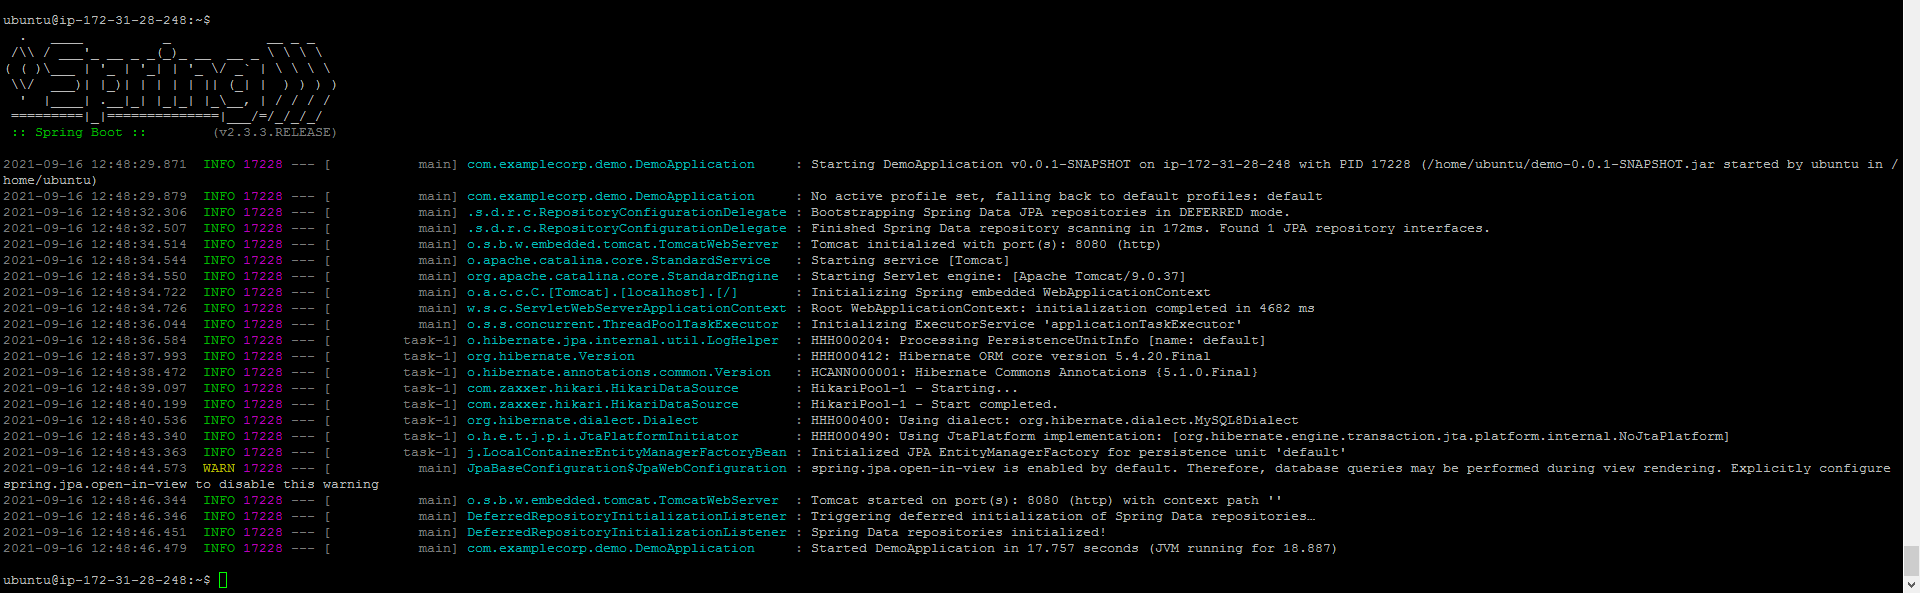 ubuntu@ip-172-31-28-248:~$
  .   ____          _            __ _ _
 /\\ / ___'_ __ _ _(_)_ __  __ _ \ \ \ \
( ( )\___ | '_ | '_| | '_ \/ _` | \ \ \ \
 \\/  ___)| |_)| | | | | || (_| |  ) ) ) )
  '  |____| .__|_| |_|_| |_\__, | / / / /
 =========|_|==============|___/=/_/_/_/
 :: Spring Boot ::        (v2.3.3.RELEASE)
2021-09-16 12:48:29.871  INFO 17228 --- [           main] com.examplecorp.demo.DemoApplication     : Starting DemoApplication v0.0.1-SNAPSHOT on ip-172-31-28-248 with PID 17228 (/home/ubuntu/demo-0.0.1-SNAPSHOT.jar started by ubuntu in /
home/ubuntu)
2021-09-16 12:48:29.879  INFO 17228 --- [           main] com.examplecorp.demo.DemoApplication     : No active profile set, falling back to default profiles: default
2021-09-16 12:48:32.306  INFO 17228 --- [           main] .s.d.r.c.RepositoryConfigurationDelegate : Bootstrapping Spring Data JPA repositories in DEFERRED mode.
2021-09-16 12:48:32.507  INFO 17228 --- [           main] .s.d.r.c.RepositoryConfigurationDelegate : Finished Spring Data repository scanning in 172ms. Found 1 JPA repository interfaces.
2021-09-16 12:48:34.514  INFO 17228 --- [           main] o.s.b.w.embedded.tomcat.TomcatWebServer  : Tomcat initialized with port(s): 8080 (http)
2021-09-16 12:48:34.544  INFO 17228 --- [           main] o.apache.catalina.core.StandardService   : Starting service [Tomcat]
2021-09-16 12:48:34.550  INFO 17228 --- [           main] org.apache.catalina.core.StandardEngine  : Starting Servlet engine: [Apache Tomcat/9.0.37]
2021-09-16 12:48:34.722  INFO 17228 --- [           main] o.a.c.c.C.[Tomcat].[localhost].[/]       : Initializing Spring embedded WebApplicationContext
2021-09-16 12:48:34.726  INFO 17228 --- [           main] w.s.c.ServletWebServerApplicationContext : Root WebApplicationContext: initialization completed in 4682 ms
2021-09-16 12:48:36.044  INFO 17228 --- [           main] o.s.s.concurrent.ThreadPoolTaskExecutor  : Initializing ExecutorService 'applicationTaskExecutor'
2021-09-16 12:48:36.584  INFO 17228 --- [         task-1] o.hibernate.jpa.internal.util.LogHelper  : HHH000204: Processing PersistenceUnitInfo [name: default]
2021-09-16 12:48:37.993  INFO 17228 --- [         task-1] org.hibernate.Version                    : HHH000412: Hibernate ORM core version 5.4.20.Final
2021-09-16 12:48:38.472  INFO 17228 --- [         task-1] o.hibernate.annotations.common.Version   : HCANN000001: Hibernate Commons Annotations {5.1.0.Final}
2021-09-16 12:48:39.097  INFO 17228 --- [         task-1] com.zaxxer.hikari.HikariDataSource       : HikariPool-1 - Starting...
2021-09-16 12:48:40.199  INFO 17228 --- [         task-1] com.zaxxer.hikari.HikariDataSource       : HikariPool-1 - Start completed.
2021-09-16 12:48:40.536  INFO 17228 --- [         task-1] org.hibernate.dialect.Dialect            : HHH000400: Using dialect: org.hibernate.dialect.MySQL8Dialect
2021-09-16 12:48:43.340  INFO 17228 --- [         task-1] o.h.e.t.j.p.i.JtaPlatformInitiator       : HHH000490: Using JtaPlatform implementation: [org.hibernate.engine.transaction.jta.platform.internal.NoJtaPlatform]
2021-09-16 12:48:43.363  INFO 17228 --- [         task-1] j.LocalContainerEntityManagerFactoryBean : Initialized JPA EntityManagerFactory for persistence unit 'default'
2021-09-16 12:48:44.573  WARN 17228 --- [           main] JpaBaseConfiguration$JpaWebConfiguration : spring.jpa.open-in-view is enabled by default. Therefore, database queries may be performed during view rendering. Explicitly configure
spring.jpa.open-in-view to disable this warning
2021-09-16 12:48:46.344  INFO 17228 --- [           main] o.s.b.w.embedded.tomcat.TomcatWebServer  : Tomcat started on port(s): 8080 (http) with context path ''
2021-09-16 12:48:46.346  INFO 17228 --- [           main] DeferredRepositoryInitializationListener : Triggering deferred initialization of Spring Data repositories…
2021-09-16 12:48:46.451  INFO 17228 --- [           main] DeferredRepositoryInitializationListener : Spring Data repositories initialized!
2021-09-16 12:48:46.479  INFO 17228 --- [           main] com.examplecorp.demo.DemoApplication     : Started DemoApplication in 17.757 seconds (JVM running for 18.887)
ubuntu@ip-172-31-28-248:~$